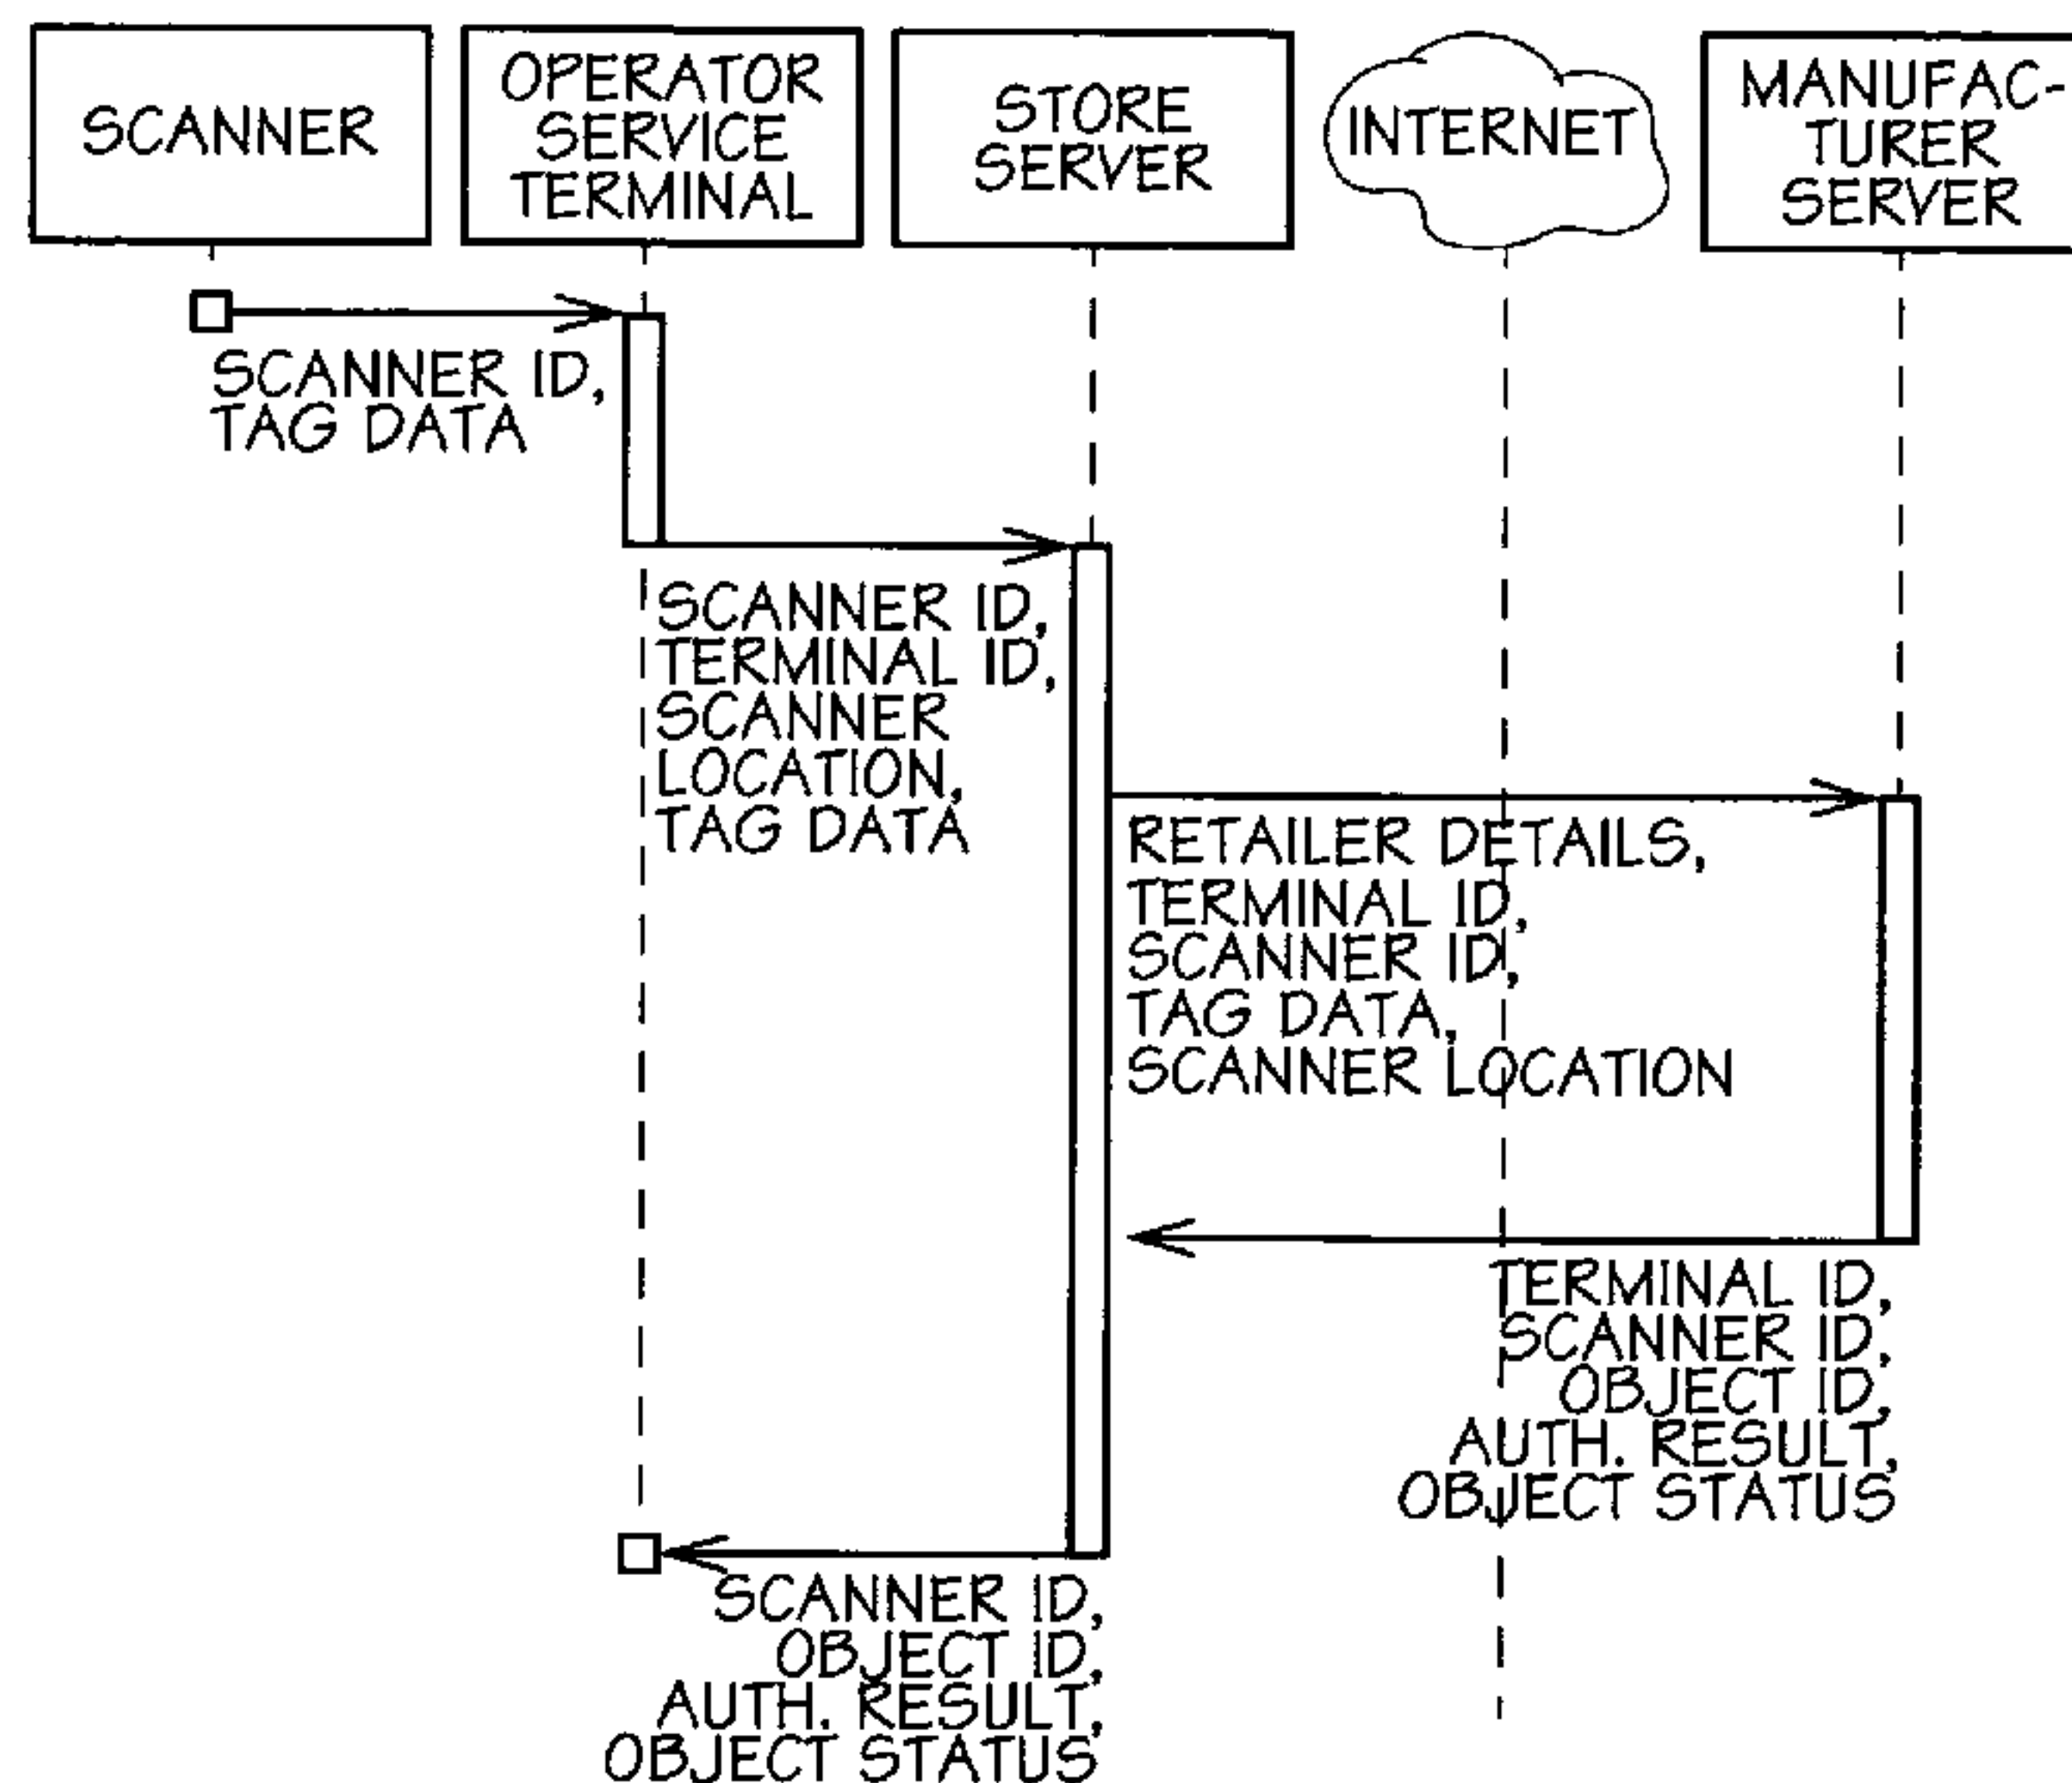 SCANNER
OPERATOR
SERVICE
TERMINAL
STORE
SERVER
INTERNET
MANUFAC-
TURER
SERVER
SCANNER ID,
TAG DATA
SCANNER ID,
TERMINAL ID,
SCANNER
LOCATION,
TAG DATA
RETAILER DETAILS,
TERMINAL ID,
SCANNER ID,
TAG DATA,
SCANNER LOCATION
TERMINAL ID,
SCANNER ID,
OBJECT ID,
AUTH. RESULT,
OBJECT STATUS
SCANNER ID,
OBJECT ID,
AUTH. RESULT,
OBJECT STATUS